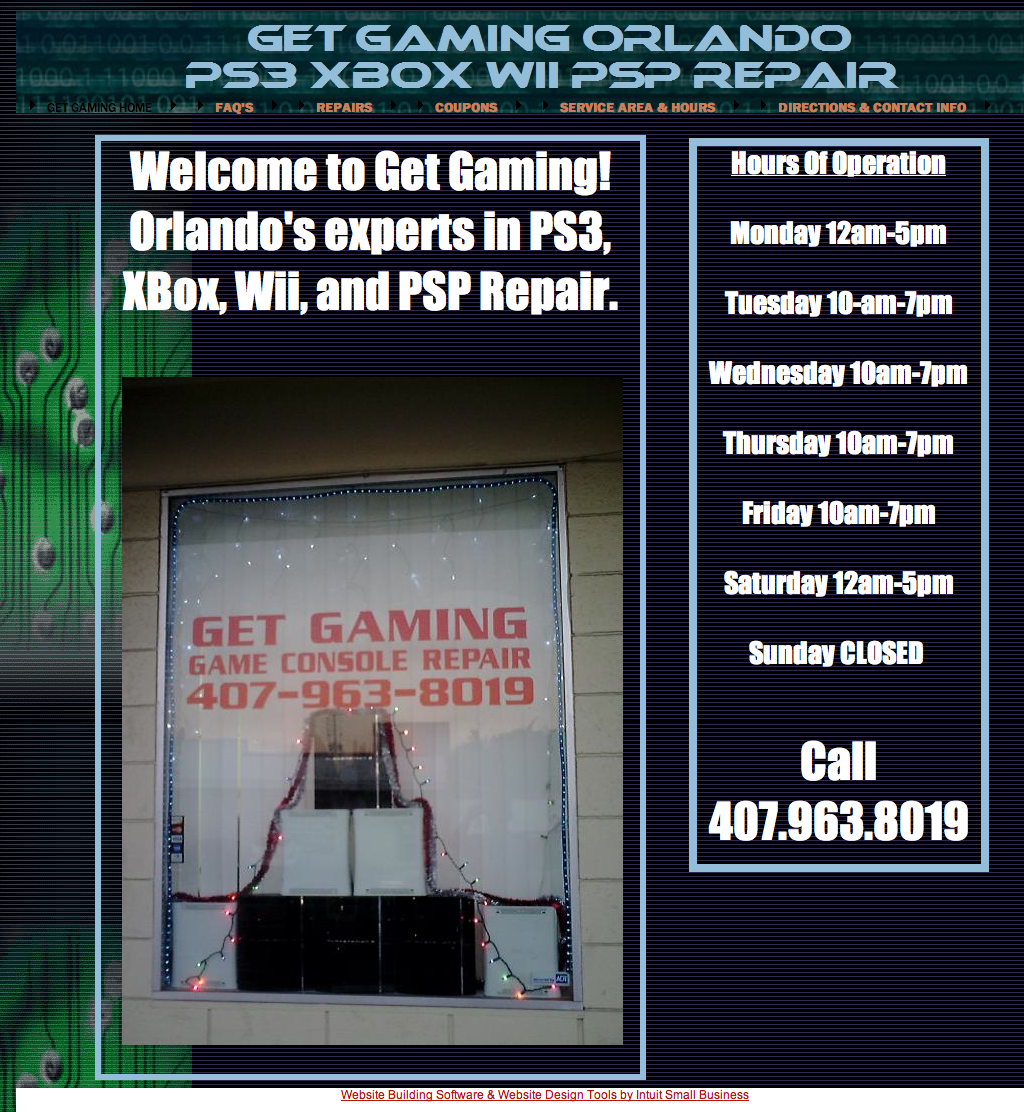 GET GAMING ORLANDO
PS3 XBOX WII PSP REPAIR
GET GAMING HOME
FAQ'S
REPAIRS
COUPONS
SERVICE AREA & HOURS
DIRECTIONS & CONTACT INFO
Welcome to Get Gaming!
Orlando's experts in PS3,
XBox, Wii, and PSP Repair.
GET GAMING
GAME CONSOLE REPAIR
407-963-8019
ADT
Hours Of Operation
Monday 12am-5pm
Tuesday 10-am-7pm
Wednesday 10am-7pm
Thursday 10am-7pm
Friday 10am-7pm
Saturday 12am-5pm
Sunday CLOSED
Call
407.963.8019
Website Building Software & Website Design Tools by Intuit Small Business